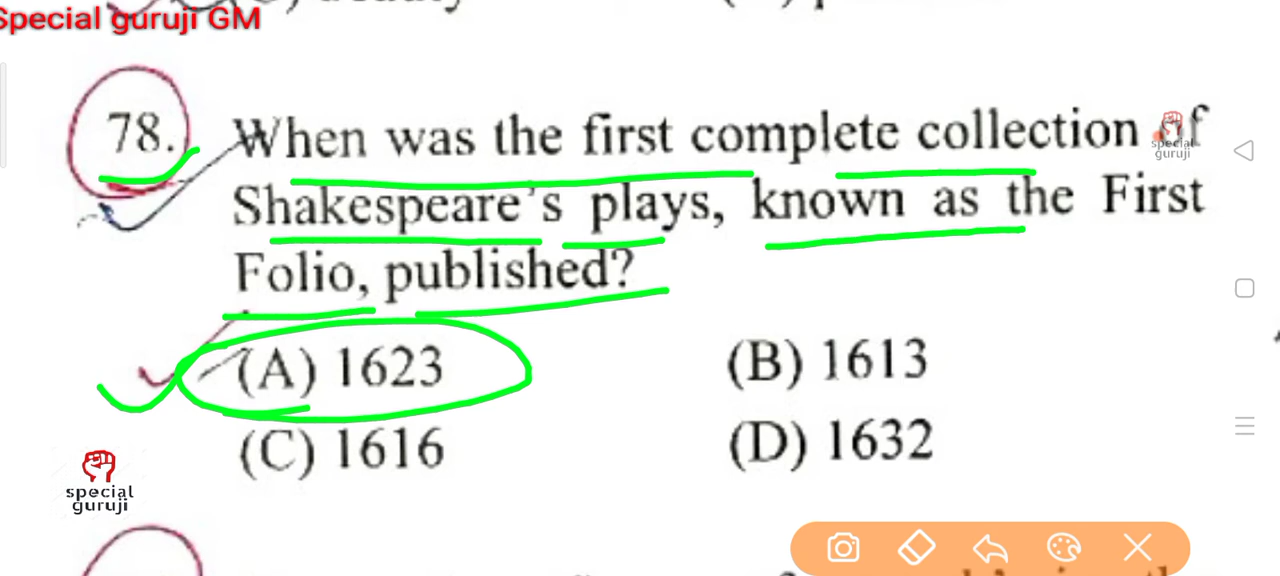 Special guruji GM
78. When was the first complete collection of
Shakespeare's plays, known as the First
Folio, published?
(A) 1623
(B) 1613
(C) 1616
(D) 1632
special
guruji
special
guruji